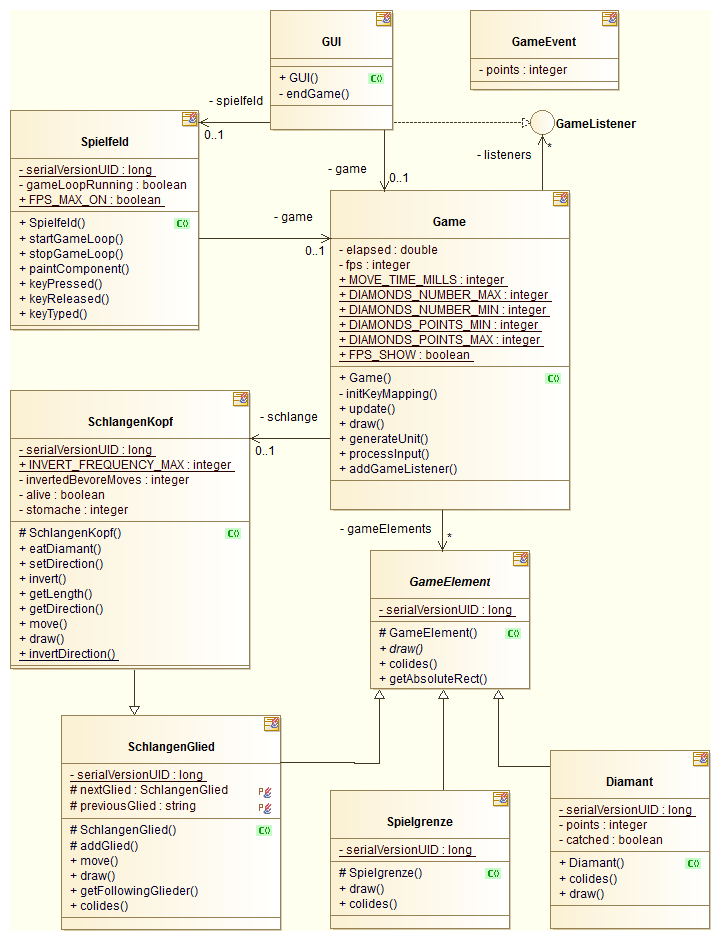 GUI
+ GUI()
- endGame()
GameEvent
- points : integer
- spielfeld
0..1
GameListener
- listeners
*
- game
0..1
Spielfeld
- serialVersionUID : long
- gameLoopRunning : boolean
+ FPS_MAX_ON : boolean
+ Spielfeld()
+ startGameLoop()
+ stopGameLoop()
+ paintComponent()
+ keyPressed()
+ keyReleased()
+ keyTyped()
- game
0..1
Game
- elapsed : double
- fps : integer
+ MOVE_TIME_MILLS : integer
+ DIAMONDS_NUMBER_MAX : integer
+ DIAMONDS_NUMBER_MIN : integer
+ DIAMONDS_POINTS_MIN : integer
+ DIAMONDS_POINTS_MAX : integer
+ FPS_SHOW : boolean
+ Game()
- initKeyMapping()
+ update()
+ draw()
+ generateUnit()
+ processInput()
+ addGameListener()
- schlange
0..1
SchlangenKopf
- serialVersionUID : long
+ INVERT_FREQUENCY_MAX : integer
- invertedBevoreMoves : integer
- alive : boolean
- stomache : integer
# SchlangenKopf()
+ eatDiamant()
+ setDirection()
+ invert()
+ getLength()
+ getDirection()
+ move()
+ draw()
+ invertDirection()
- gameElements
*
GameElement
- serialVersionUID : long
# GameElement()
+ draw()
+ colides()
+ getAbsoluteRect()
SchlangenGlied
- serialVersionUID : long
# nextGlied : SchlangenGlied
# previousGlied : string
# SchlangenGlied()
# addGlied()
+ move()
+ draw()
+ getFollowingGlieder()
+ colides()
Spielgrenze
- serialVersionUID : long
# Spielgrenze()
+ draw()
+ colides()
Diamant
- serialVersionUID : long
- points : integer
- catched : boolean
+ Diamant()
+ colides()
+ draw()